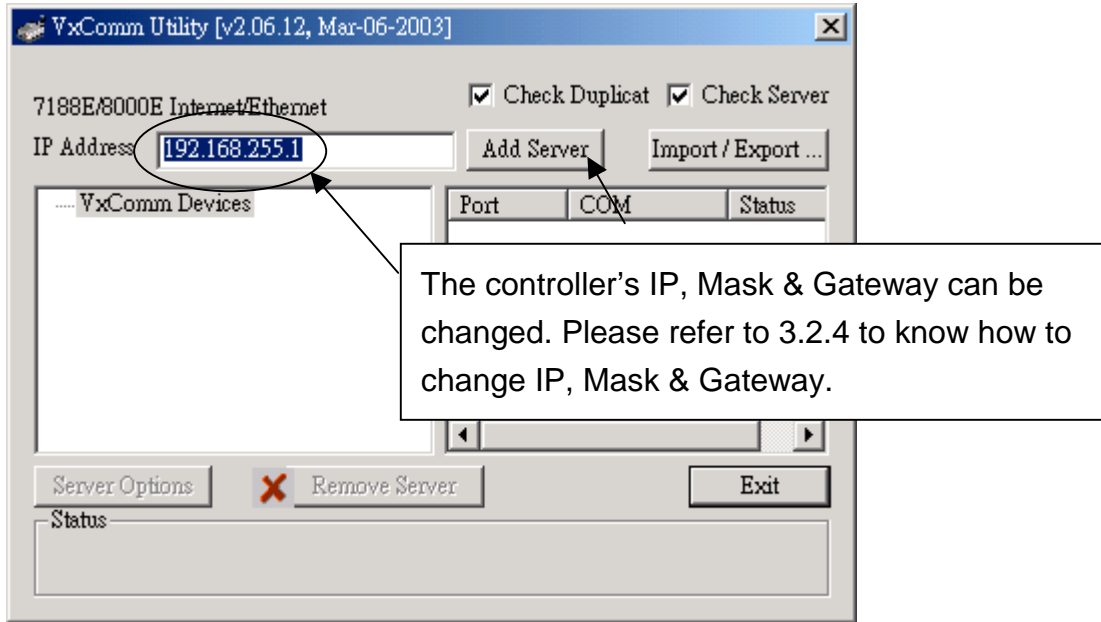 VxComm Utility [v2.06.12, Mar-06-2003]
Check Duplicat Check Server
7188E/8000E Internet/Ethernet
IP Address 192.168.255.1 Add Server Import / Export ...
VxComm Devices Port COM Status
The controller’s IP, Mask & Gateway can be
changed. Please refer to 3.2.4 to know how to
change IP, Mask & Gateway.
Server Options Remove Server Exit
Status